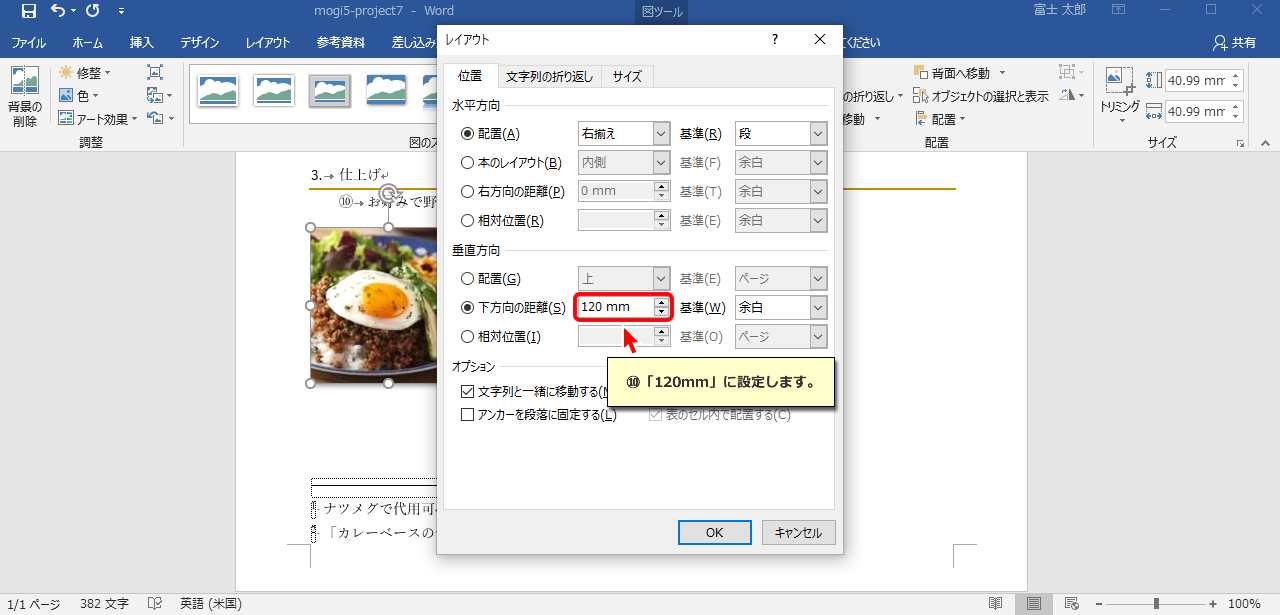 mogi5-project7 - Word
図ツール
富士 太郎
ファイル ホーム 挿入 デザイン レイアウト 参考資料 差し込み
ください
共有
背景の
削除
修整
色
アート効果
調整
図のス
の折り返し
移動
背面へ移動
オブジェクトの選択と表示
配置
配置
トリミング
40.99 mm
40.99 mm
サイズ
3.→ 仕上げ↵
⑩→ お好みで野
ナツメグで代用可
「カレーベースの
レイアウト
? ×
位置 文字列の折り返し サイズ
水平方向
配置(A) 右揃え 基準(R) 段
本のレイアウト(B) 内側 基準(F) 余白
右方向の距離(P) 0 mm 基準(T) 余白
相対位置(R) 基準(E) 余白
垂直方向
配置(G) 上 基準(E) ページ
下方向の距離(S) 120 mm 基準(W) 余白
相対位置(I) 基準(O) ページ
オプション
文字列と一緒に移動する(
アンカーを段落に固定する(L) 表のセル内で配置する(C)
⑩「120mm」に設定します。
OK キャンセル
1/1 ページ 382 文字 英語 (米国)
− + 100%